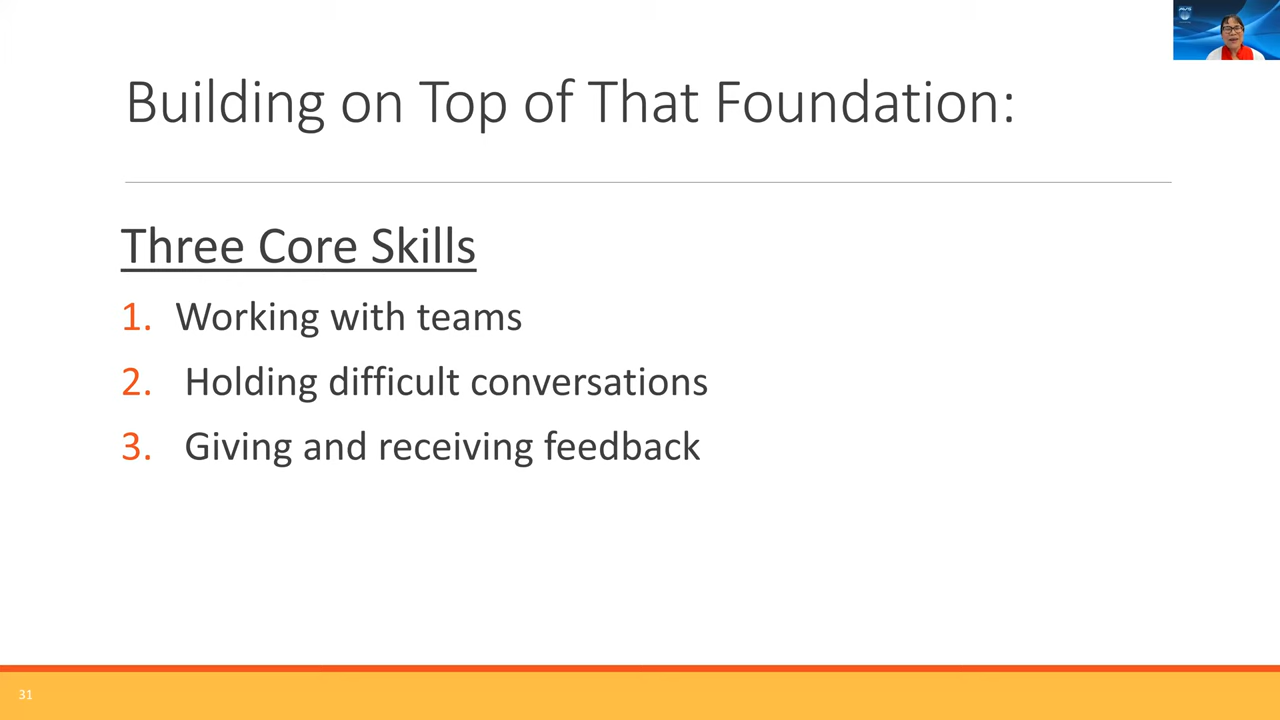 Building on Top of That Foundation:
Three Core Skills
1. Working with teams
2. Holding difficult conversations
3. Giving and receiving feedback
31